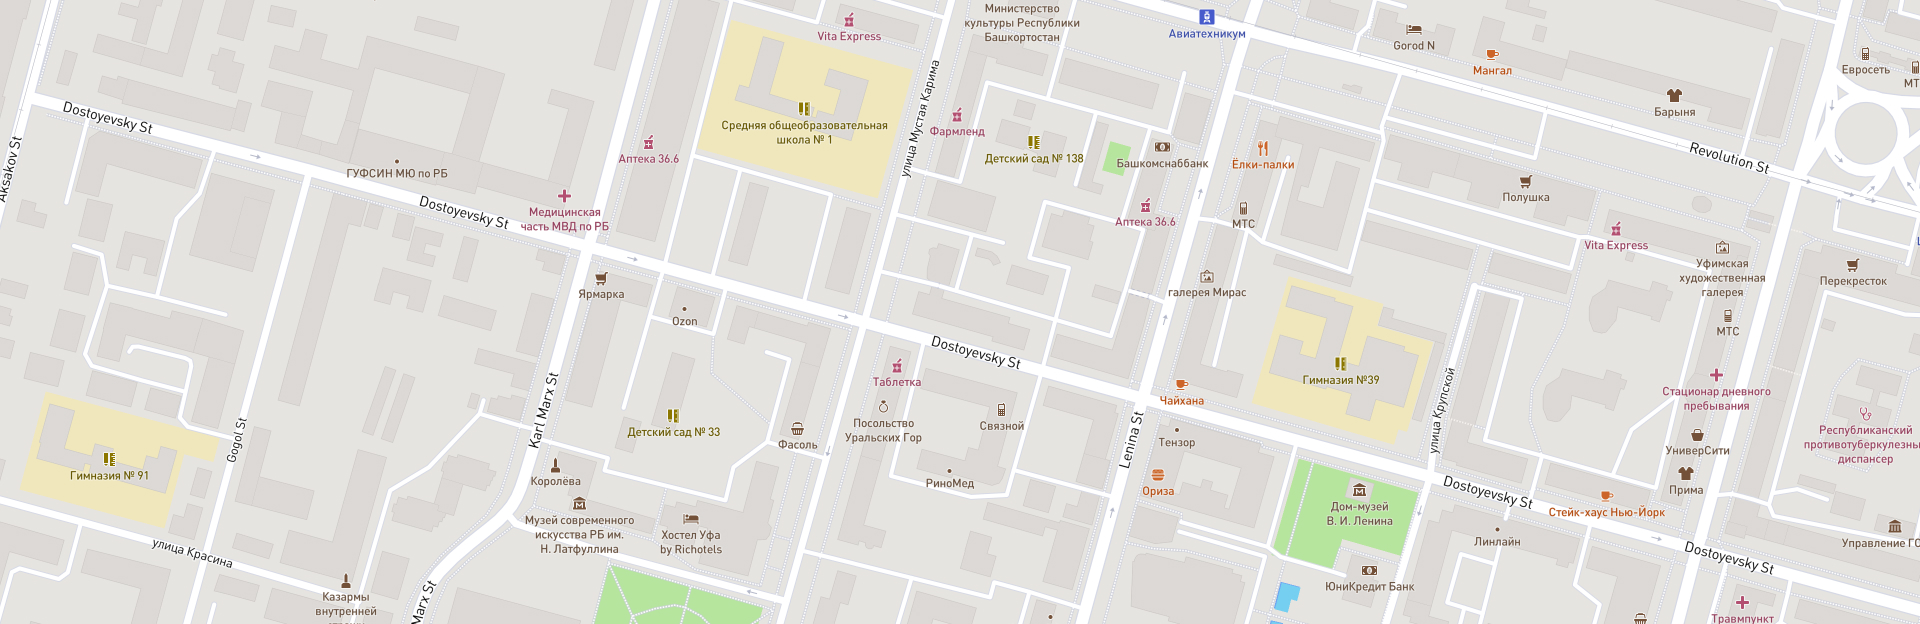 Министерство
культуры Республики
Башкортостан
Vita Express
Авиатехникум
Gorod N
Мангал
Евросеть
МТ
Барыня
Dostoyevsky St
Aksakov St
ГУФСИН МЮ по РБ
Аптека 36.6
Средняя общеобразовательная
школа № 1
улица Мустая Карима
Фармленд
Детский сад № 138
Башкомснаббанк
Ёлки-палки
Revolution St
Полушка
Медицинская
часть МВД по РБ
Dostoyevsky St
Аптека 36.6
МТС
Vita Express
Уфимская
художественная
галерея
Перекресток
Ярмарка
Ozon
галерея Мирас
МТС
Dostoyevsky St
Таблетка
Гимназия №39
Чайхана
улица Крупской
Стационар дневного
пребывания
Karl Marx St
Gogol St
Детский сад № 33
Фасоль
Посольство
Уральских Гор
Связной
Lenina St
Тензор
УниверСити
Республиканский
противотуберкулезны
диспансер
Гимназия № 91
Королёва
РиноМед
Ориза
Дом-музей
В. И. Ленина
Dostoyevsky St
Стейк-хаус Нью-Йорк
Прима
Музей современного
искусства РБ им.
Н. Латфуллина
Хостел Уфа
by Richotels
Линлайн
Управление ГО
улица Красина
Dostoyevsky St
ЮниКредит Банк
Казармы
внутренней
Marx St
Травмпункт